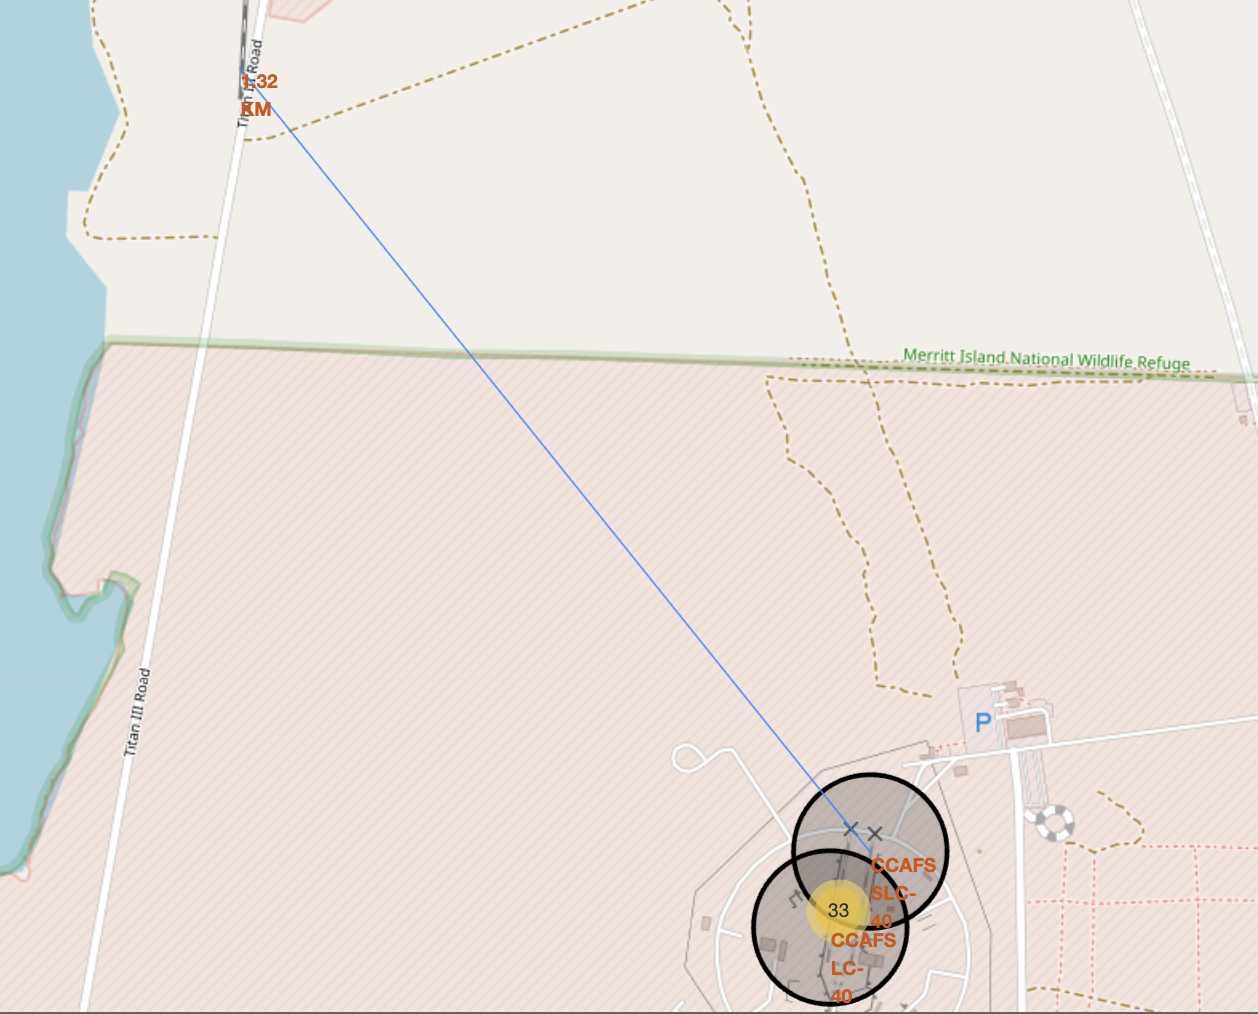 1.32
KM
Titan III Road
Merritt Island National Wildlife Refuge
Titan III Road
P
CCAFS
SLC-
40
33
CCAFS
LC-
40